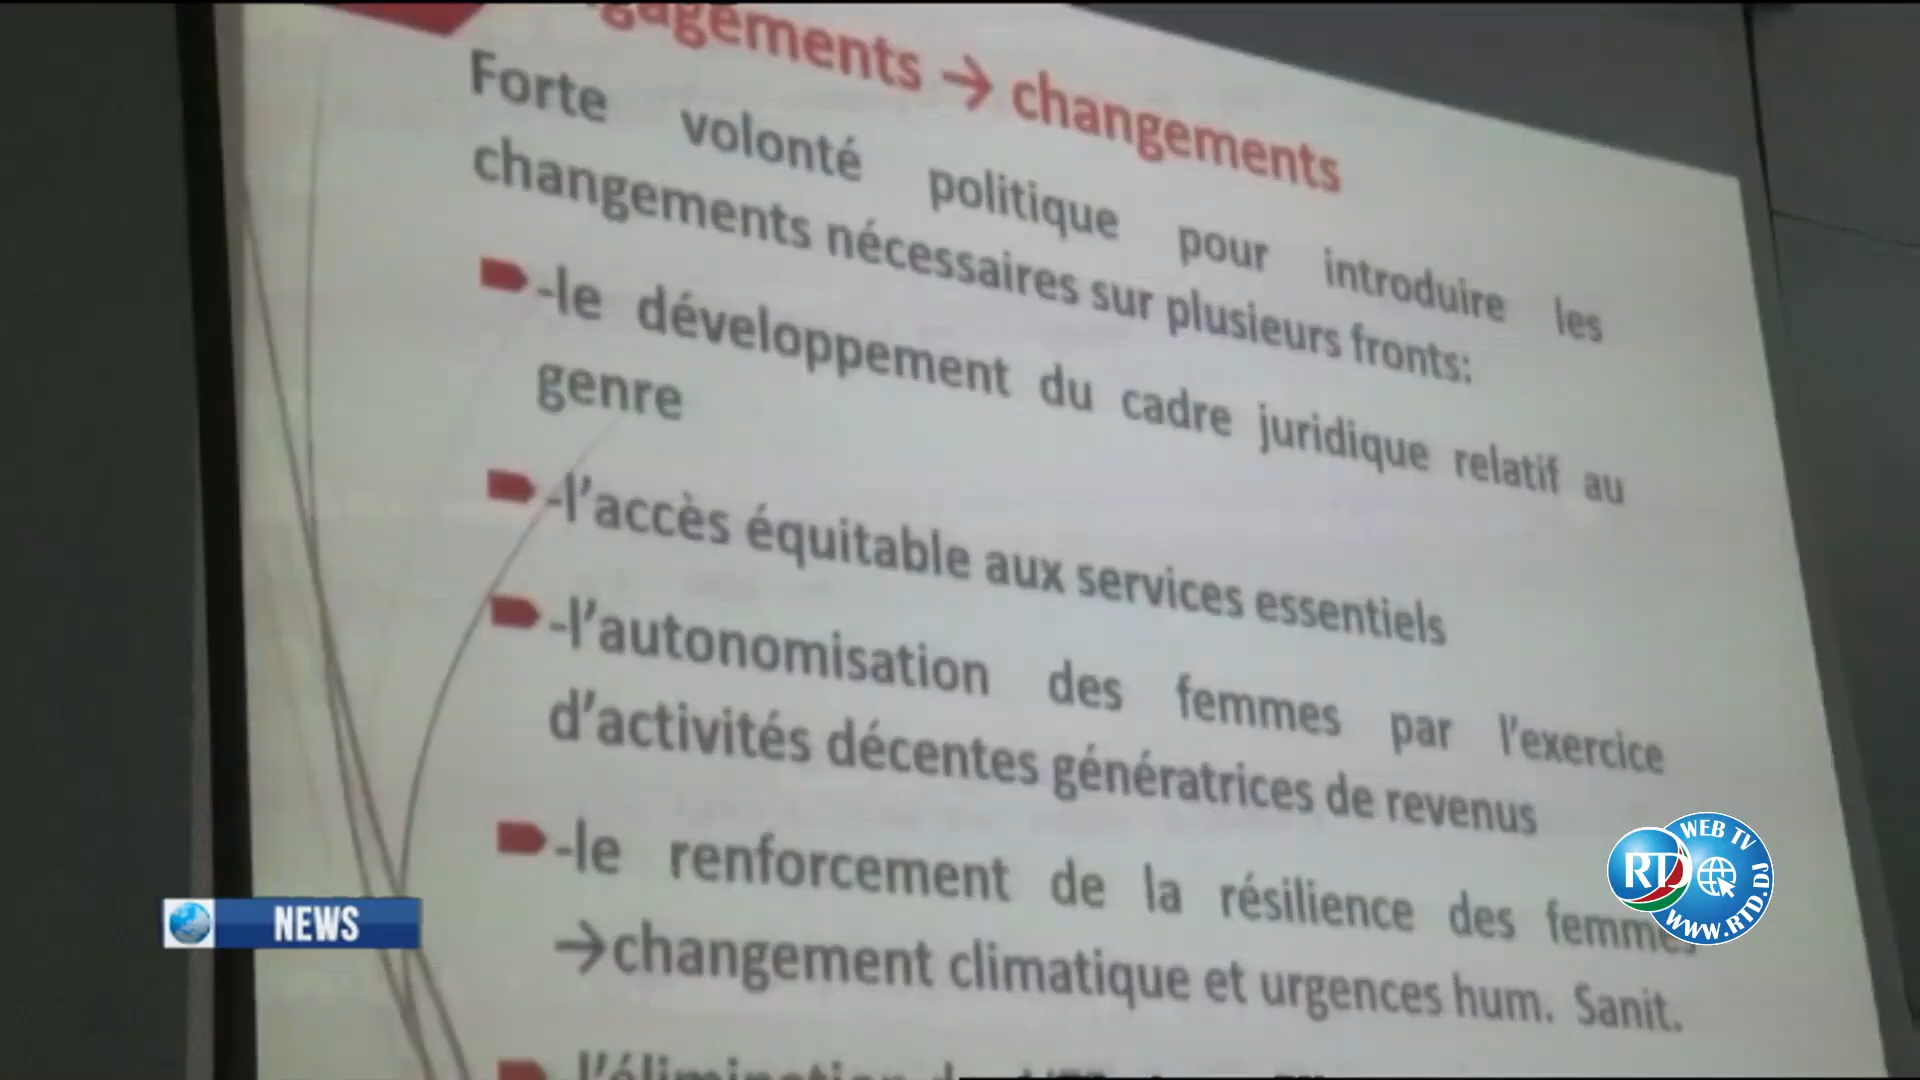 gagements → changements
Forte volonté politique pour introduire les
changements nécessaires sur plusieurs fronts:
-le développement du cadre juridique relatif au
genre
-l'accès équitable aux services essentiels
-l'autonomisation des femmes par l'exercice
d'activités décentes génératrices de revenus
-le renforcement de la résilience des femmes
→changement climatique et urgences hum. Sanit.
NEWS
WEB TV
RTD
WWW.RTD.DJ